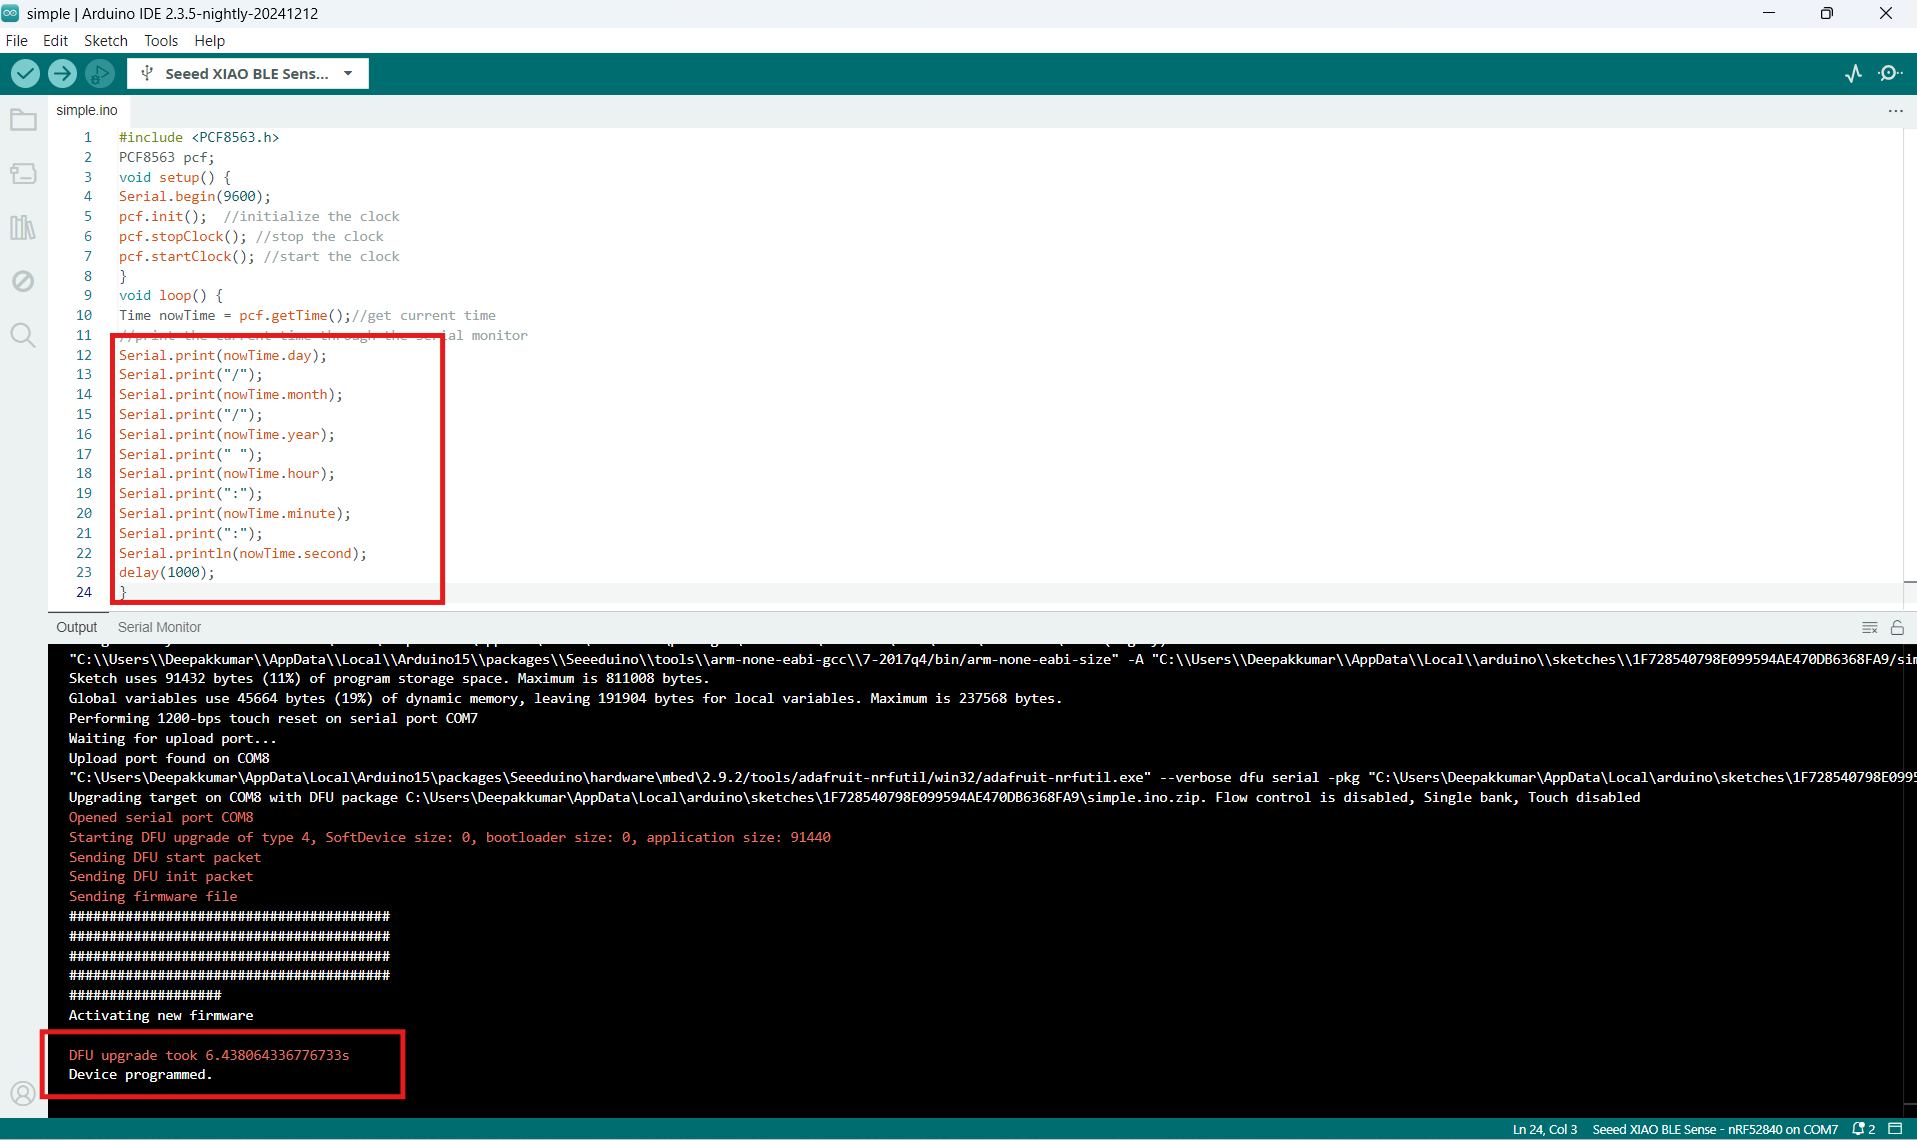 simple | Arduino IDE 2.3.5-nightly-20241212
File Edit Sketch Tools Help
Seeed XIAO BLE Sens...
simple.ino
1 #include <PCF8563.h>
2 PCF8563 pcf;
3 void setup() {
4 Serial.begin(9600);
5 pcf.init();  //initialize the clock
6 pcf.stopClock(); //stop the clock
7 pcf.startClock(); //start the clock
8 }
9 void loop() {
10 Time nowTime = pcf.getTime();//get current time
11 //print the current time through the serial monitor
12 Serial.print(nowTime.day);
13 Serial.print("/");
14 Serial.print(nowTime.month);
15 Serial.print("/");
16 Serial.print(nowTime.year);
17 Serial.print(" ");
18 Serial.print(nowTime.hour);
19 Serial.print(":");
20 Serial.print(nowTime.minute);
21 Serial.print(":");
22 Serial.println(nowTime.second);
23 delay(1000);
24 }
Output Serial Monitor
"C:\\Users\\Deepakkumar\\AppData\\Local\\Arduino15\\packages\\Seeeduino\\tools\\arm-none-eabi-gcc\\7-2017q4/bin/arm-none-eabi-size" -A "C:\\Users\\Deepakkumar\\AppData\\Local\\arduino\\sketches\\1F728540798E099594AE470DB6368FA9/sim
Sketch uses 91432 bytes (11%) of program storage space. Maximum is 811008 bytes.
Global variables use 45664 bytes (19%) of dynamic memory, leaving 191904 bytes for local variables. Maximum is 237568 bytes.
Performing 1200-bps touch reset on serial port COM7
Waiting for upload port...
Upload port found on COM8
"C:\Users\Deepakkumar\AppData\Local\Arduino15\packages\Seeeduino\hardware\mbed\2.9.2/tools/adafruit-nrfutil/win32/adafruit-nrfutil.exe" --verbose dfu serial -pkg "C:\Users\Deepakkumar\AppData\Local\arduino\sketches\1F728540798E0995
Upgrading target on COM8 with DFU package C:\Users\Deepakkumar\AppData\Local\arduino\sketches\1F728540798E099594AE470DB6368FA9\simple.ino.zip. Flow control is disabled, Single bank, Touch disabled
Opened serial port COM8
Starting DFU upgrade of type 4, SoftDevice size: 0, bootloader size: 0, application size: 91440
Sending DFU start packet
Sending DFU init packet
Sending firmware file
########################################
########################################
########################################
########################################
###################
Activating new firmware
DFU upgrade took 6.438064336776733s
Device programmed.
Ln 24, Col 3 Seeed XIAO BLE Sense - nRF52840 on COM7 2